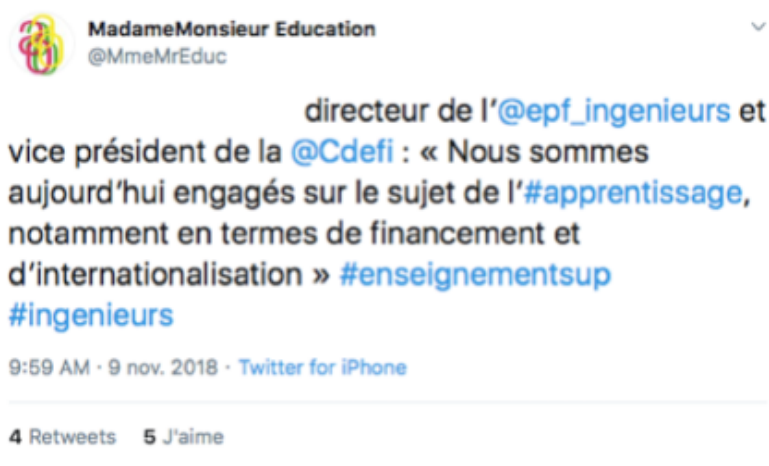 MadameMonsieur Education
@MmeMrEduc
directeur de l'@epf_ingenieurs et
vice président de la @Cdefi : « Nous sommes
aujourd'hui engagés sur le sujet de l'#apprentissage,
notamment en termes de financement et
d'internationalisation » #enseignementsup
#ingenieurs
9:59 AM · 9 nov. 2018 · Twitter for iPhone
4 Retweets 5 J'aime